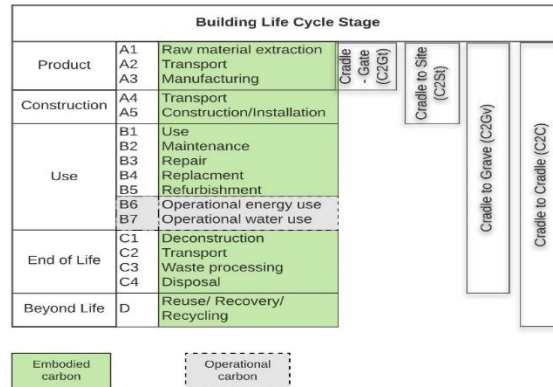 Building Life Cycle Stage
Product
A1 Raw material extraction
A2 Transport
A3 Manufacturing
Cradle
- Gate
(C2Gt)
Cradle to Site
(C2St)
Cradle to Grave (C2Gv)
Cradle to Cradle (C2C)
Construction
A4 Transport
A5 Construction/Installation
Use
B1 Use
B2 Maintenance
B3 Repair
B4 Replacment
B5 Refurbishment
B6 Operational energy use
B7 Operational water use
End of Life
C1 Deconstruction
C2 Transport
C3 Waste processing
C4 Disposal
Beyond Life
D Reuse/ Recovery/
Recycling
Embodied
carbon
Operational
carbon